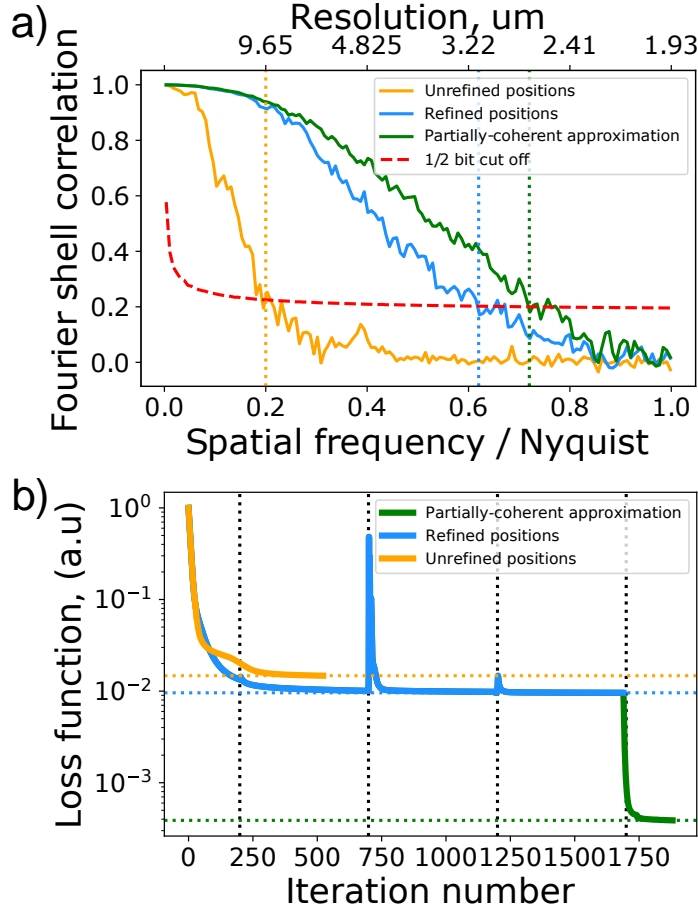 a)
Resolution, um
9.65 4.825 3.22 2.41 1.93
Fourier shell correlation
1.0
0.8
0.6
0.4
0.2
0.0
Unrefined positions
Refined positions
Partially-coherent approximation
1/2 bit cut off
0.0 0.2 0.4 0.6 0.8 1.0
Spatial frequency / Nyquist
b)
Loss function, (a.u)
10^0
10^-1
10^-2
10^-3
Partially-coherent approximation
Refined positions
Unrefined positions
0 250 500 750 1000 1250 1500 1750
Iteration number